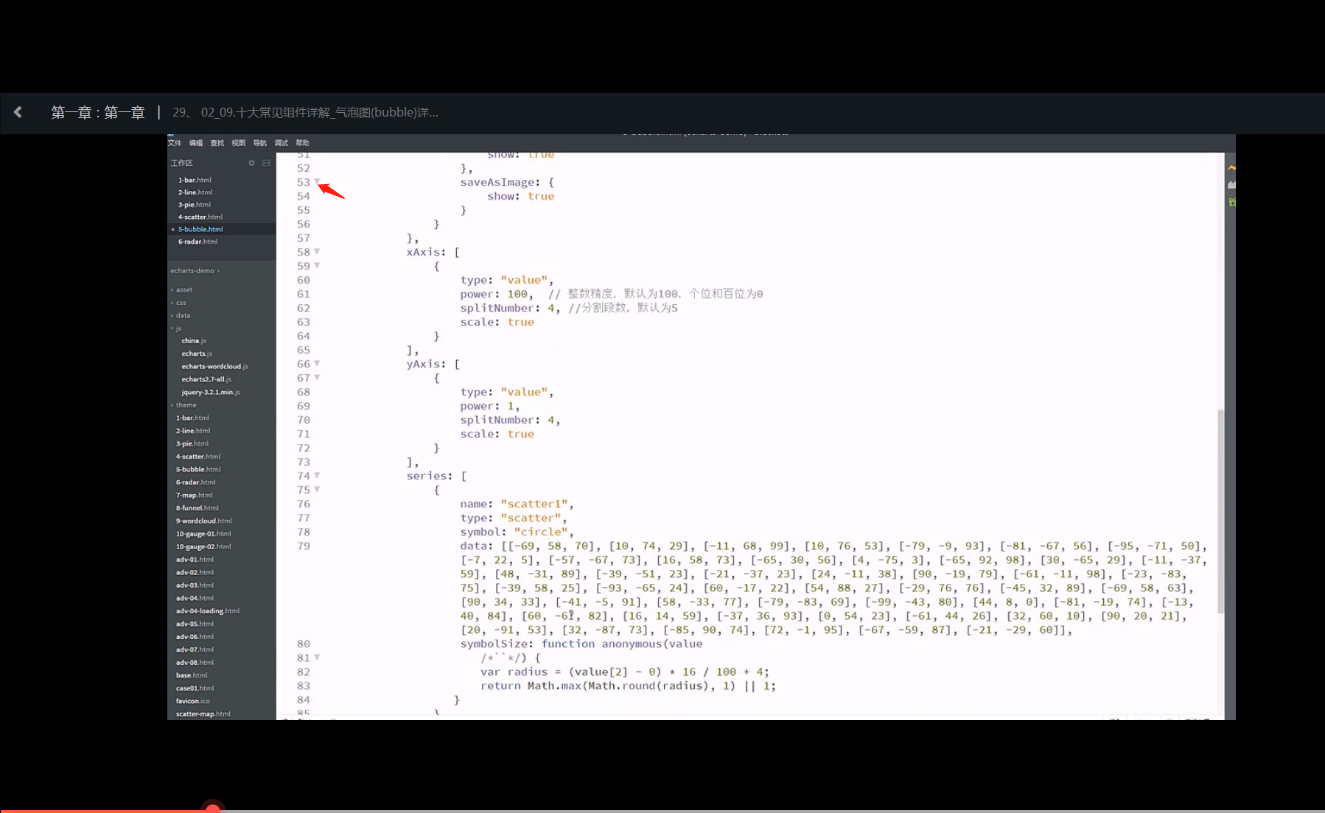 第一章 : 第一章 | 29、 02_09.十大常见组件详解_气泡图(bubble)详...
文件 编辑 查找 视图 导航 调试 帮助
工作区
1-bar.html
2-line.html
3-pie.html
4-scatter.html
5-bubble.html
6-radar.html
echarts-demo
asset
css
data
js
china.js
echarts.js
echarts-wordcloud.js
echarts2.7-all.js
jquery-3.2.1.min.js
theme
1-bar.html
2-line.html
3-pie.html
4-scatter.html
5-bubble.html
6-radar.html
7-map.html
8-funnel.html
9-wordcloud.html
10-gauge-01.html
10-gauge-02.html
adv-01.html
adv-02.html
adv-03.html
adv-04.html
adv-04-loading.html
adv-05.html
adv-06.html
adv-07.html
adv-08.html
base.html
case01.html
favicon.ico
scatter-map.html
51 show: true
52 },
53 saveAsImage: {
54 show: true
55 }
56 }
57 },
58 xAxis: [
59 {
60 type: "value",
61 power: 100, // 整数精度，默认为100，个位和百位为0
62 splitNumber: 4, //分割段数，默认为5
63 scale: true
64 }
65 ],
66 yAxis: [
67 {
68 type: "value",
69 power: 1,
70 splitNumber: 4,
71 scale: true
72 }
73 ],
74 series: [
75 {
76 name: "scatter1",
77 type: "scatter",
78 symbol: "circle",
79 data: [[-69, 58, 70], [10, 74, 29], [-11, 68, 99], [10, 76, 53], [-79, -9, 93], [-81, -67, 56], [-95, -71, 50],
[-7, 22, 5], [-57, -67, 73], [16, 58, 73], [-65, 30, 56], [4, -75, 3], [-65, 92, 98], [30, -65, 29], [-11, -37,
59], [48, -31, 89], [-39, -51, 23], [-21, -37, 23], [24, -11, 38], [90, -19, 79], [-61, -11, 98], [-23, -83,
75], [-39, 58, 25], [-93, -65, 24], [60, -17, 22], [54, 88, 27], [-29, 76, 76], [-45, 32, 89], [-69, 58, 63],
[90, 34, 33], [-41, -5, 91], [58, -33, 77], [-79, -83, 69], [-99, -43, 80], [44, 8, 0], [-81, -19, 74], [-13,
40, 84], [60, -6 , 82], [16, 14, 59], [-37, 36, 93], [0, 54, 23], [-61, 44, 26], [32, 60, 10], [90, 20, 21],
[20, -91, 53], [32, -87, 73], [-85, 90, 74], [72, -1, 95], [-67, -59, 87], [-21, -29, 60]],
80 symbolSize: function anonymous(value
81 /*``*/) {
82 var radius = (value[2] - 0) * 16 / 100 + 4;
83 return Math.max(Math.round(radius), 1) || 1;
84 }
85 }